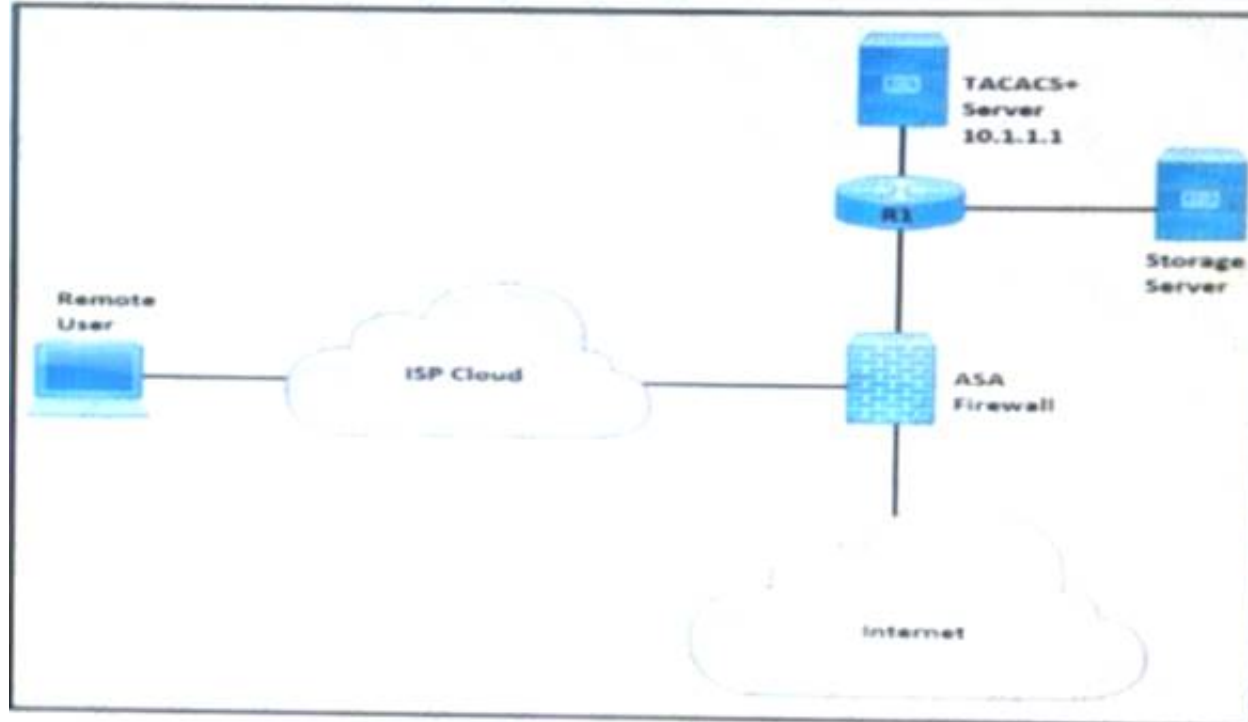 TACACS+
Server
10.1.1.1
R1
Storage
Server
Remote
User
ISP Cloud
ASA
Firewall
Internet